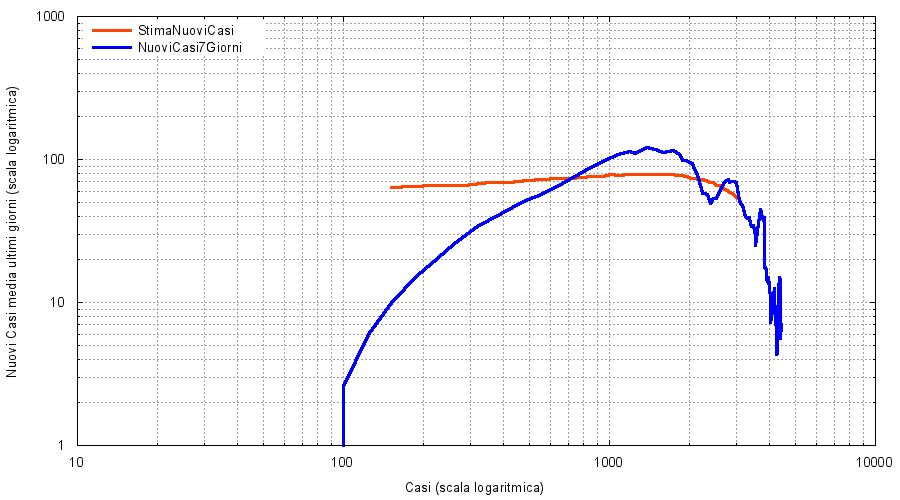 1000
StimaNuoviCasi
NuoviCasi7Giorni
100
10
1
10
100
1000
10000
Nuovi Casi media ultimi giorni (scala logaritmica)
Casi (scala logaritmica)